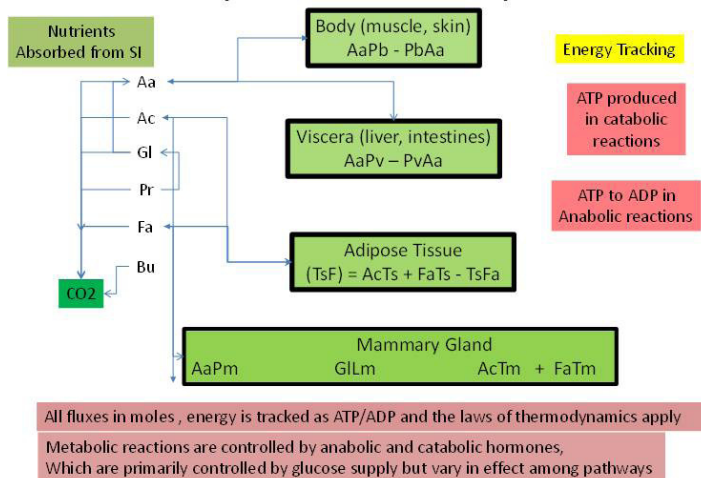 Nutrients
Absorbed from SI
Body (muscle, skin)
AaPb - PbAa
Energy Tracking
Aa
Ac
Gl
Pr
Fa
Bu
CO2
Viscera (liver, intestines)
AaPv – PvAa
ATP produced
in catabolic
reactions
ATP to ADP in
Anabolic reactions
Adipose Tissue
(TsF) = AcTs + FaTs - TsFa
Mammary Gland
AaPm GlLm AcTm + FaTm
All fluxes in moles , energy is tracked as ATP/ADP and the laws of thermodynamics apply
Metabolic reactions are controlled by anabolic and catabolic hormones,
Which are primarily controlled by glucose supply but vary in effect among pathways